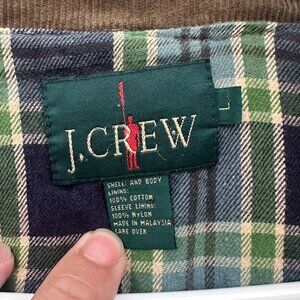 J.CREW
L
SHELL: AND BODY
LINING:
100% COTTON
SLEEVE LINING:
100% NYLON
MADE IN MALAYSIA
CARE OVER